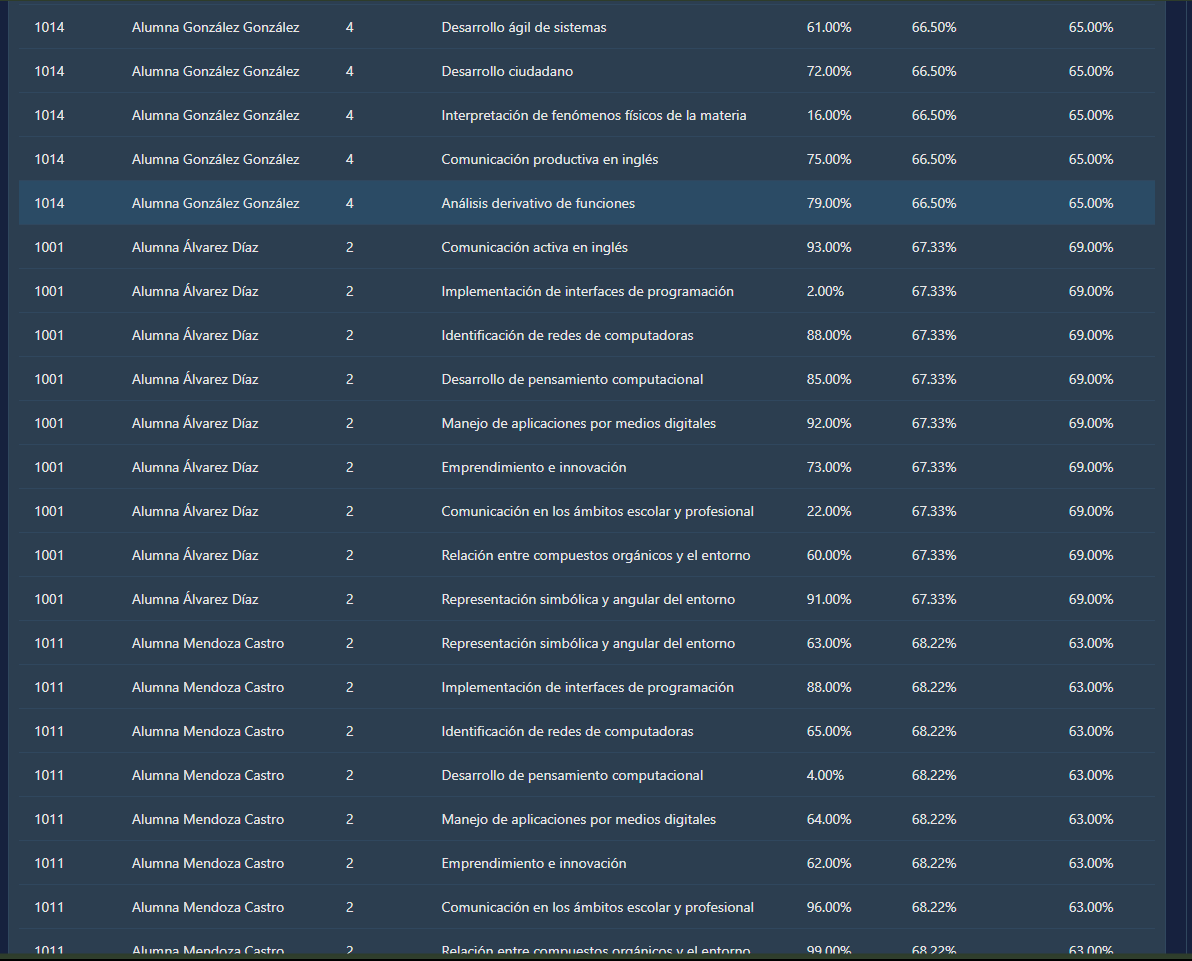 1014 Alumna González González 4 Desarrollo ágil de sistemas 61.00% 66.50% 65.00%
1014 Alumna González González 4 Desarrollo ciudadano 72.00% 66.50% 65.00%
1014 Alumna González González 4 Interpretación de fenómenos físicos de la materia 16.00% 66.50% 65.00%
1014 Alumna González González 4 Comunicación productiva en inglés 75.00% 66.50% 65.00%
1014 Alumna González González 4 Análisis derivativo de funciones 79.00% 66.50% 65.00%
1001 Alumna Álvarez Díaz 2 Comunicación activa en inglés 93.00% 67.33% 69.00%
1001 Alumna Álvarez Díaz 2 Implementación de interfaces de programación 2.00% 67.33% 69.00%
1001 Alumna Álvarez Díaz 2 Identificación de redes de computadoras 88.00% 67.33% 69.00%
1001 Alumna Álvarez Díaz 2 Desarrollo de pensamiento computacional 85.00% 67.33% 69.00%
1001 Alumna Álvarez Díaz 2 Manejo de aplicaciones por medios digitales 92.00% 67.33% 69.00%
1001 Alumna Álvarez Díaz 2 Emprendimiento e innovación 73.00% 67.33% 69.00%
1001 Alumna Álvarez Díaz 2 Comunicación en los ámbitos escolar y profesional 22.00% 67.33% 69.00%
1001 Alumna Álvarez Díaz 2 Relación entre compuestos orgánicos y el entorno 60.00% 67.33% 69.00%
1001 Alumna Álvarez Díaz 2 Representación simbólica y angular del entorno 91.00% 67.33% 69.00%
1011 Alumna Mendoza Castro 2 Representación simbólica y angular del entorno 63.00% 68.22% 63.00%
1011 Alumna Mendoza Castro 2 Implementación de interfaces de programación 88.00% 68.22% 63.00%
1011 Alumna Mendoza Castro 2 Identificación de redes de computadoras 65.00% 68.22% 63.00%
1011 Alumna Mendoza Castro 2 Desarrollo de pensamiento computacional 4.00% 68.22% 63.00%
1011 Alumna Mendoza Castro 2 Manejo de aplicaciones por medios digitales 64.00% 68.22% 63.00%
1011 Alumna Mendoza Castro 2 Emprendimiento e innovación 62.00% 68.22% 63.00%
1011 Alumna Mendoza Castro 2 Comunicación en los ámbitos escolar y profesional 96.00% 68.22% 63.00%
1011 Alumna Mendoza Castro 2 Relación entre compuestos orgánicos y el entorno 99.00% 68.22% 63.00%